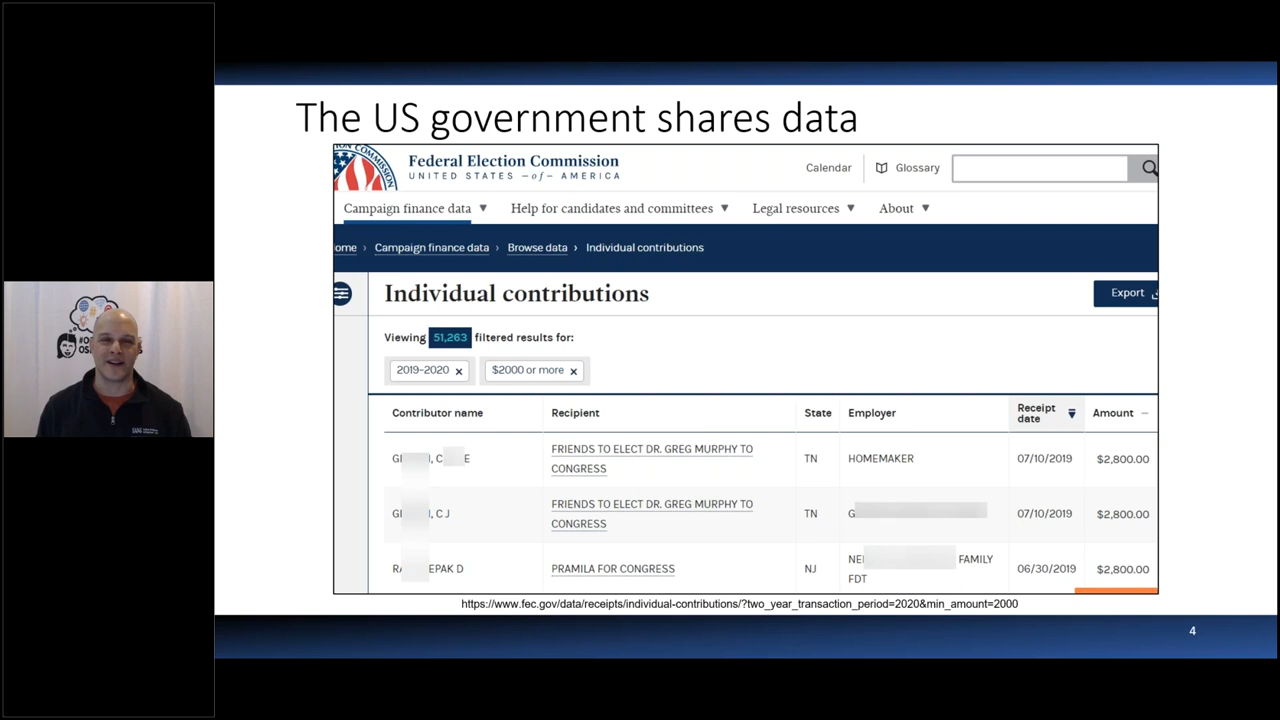 The US government shares data
Federal Election Commission
UNITED STATES -of- AMERICA
Calendar
Glossary
Campaign finance data
Help for candidates and committees
Legal resources
About
ome › Campaign finance data › Browse data › Individual contributions
Individual contributions
Export
Viewing 51,263 filtered results for:
2019–2020 ×
$2000 or more ×
Contributor name Recipient State Employer Receipt date Amount
FRIENDS TO ELECT DR. GREG MURPHY TO
CONGRESS
TN HOMEMAKER 07/10/2019 $2,800.00
C J
FRIENDS TO ELECT DR. GREG MURPHY TO
CONGRESS
TN G 07/10/2019 $2,800.00
EPAK D
PRAMILA FOR CONGRESS
NJ
NEI FAMILY
FDT
06/30/2019 $2,800.00
https://www.fec.gov/data/receipts/individual-contributions/?two_year_transaction_period=2020&min_amount=2000
4